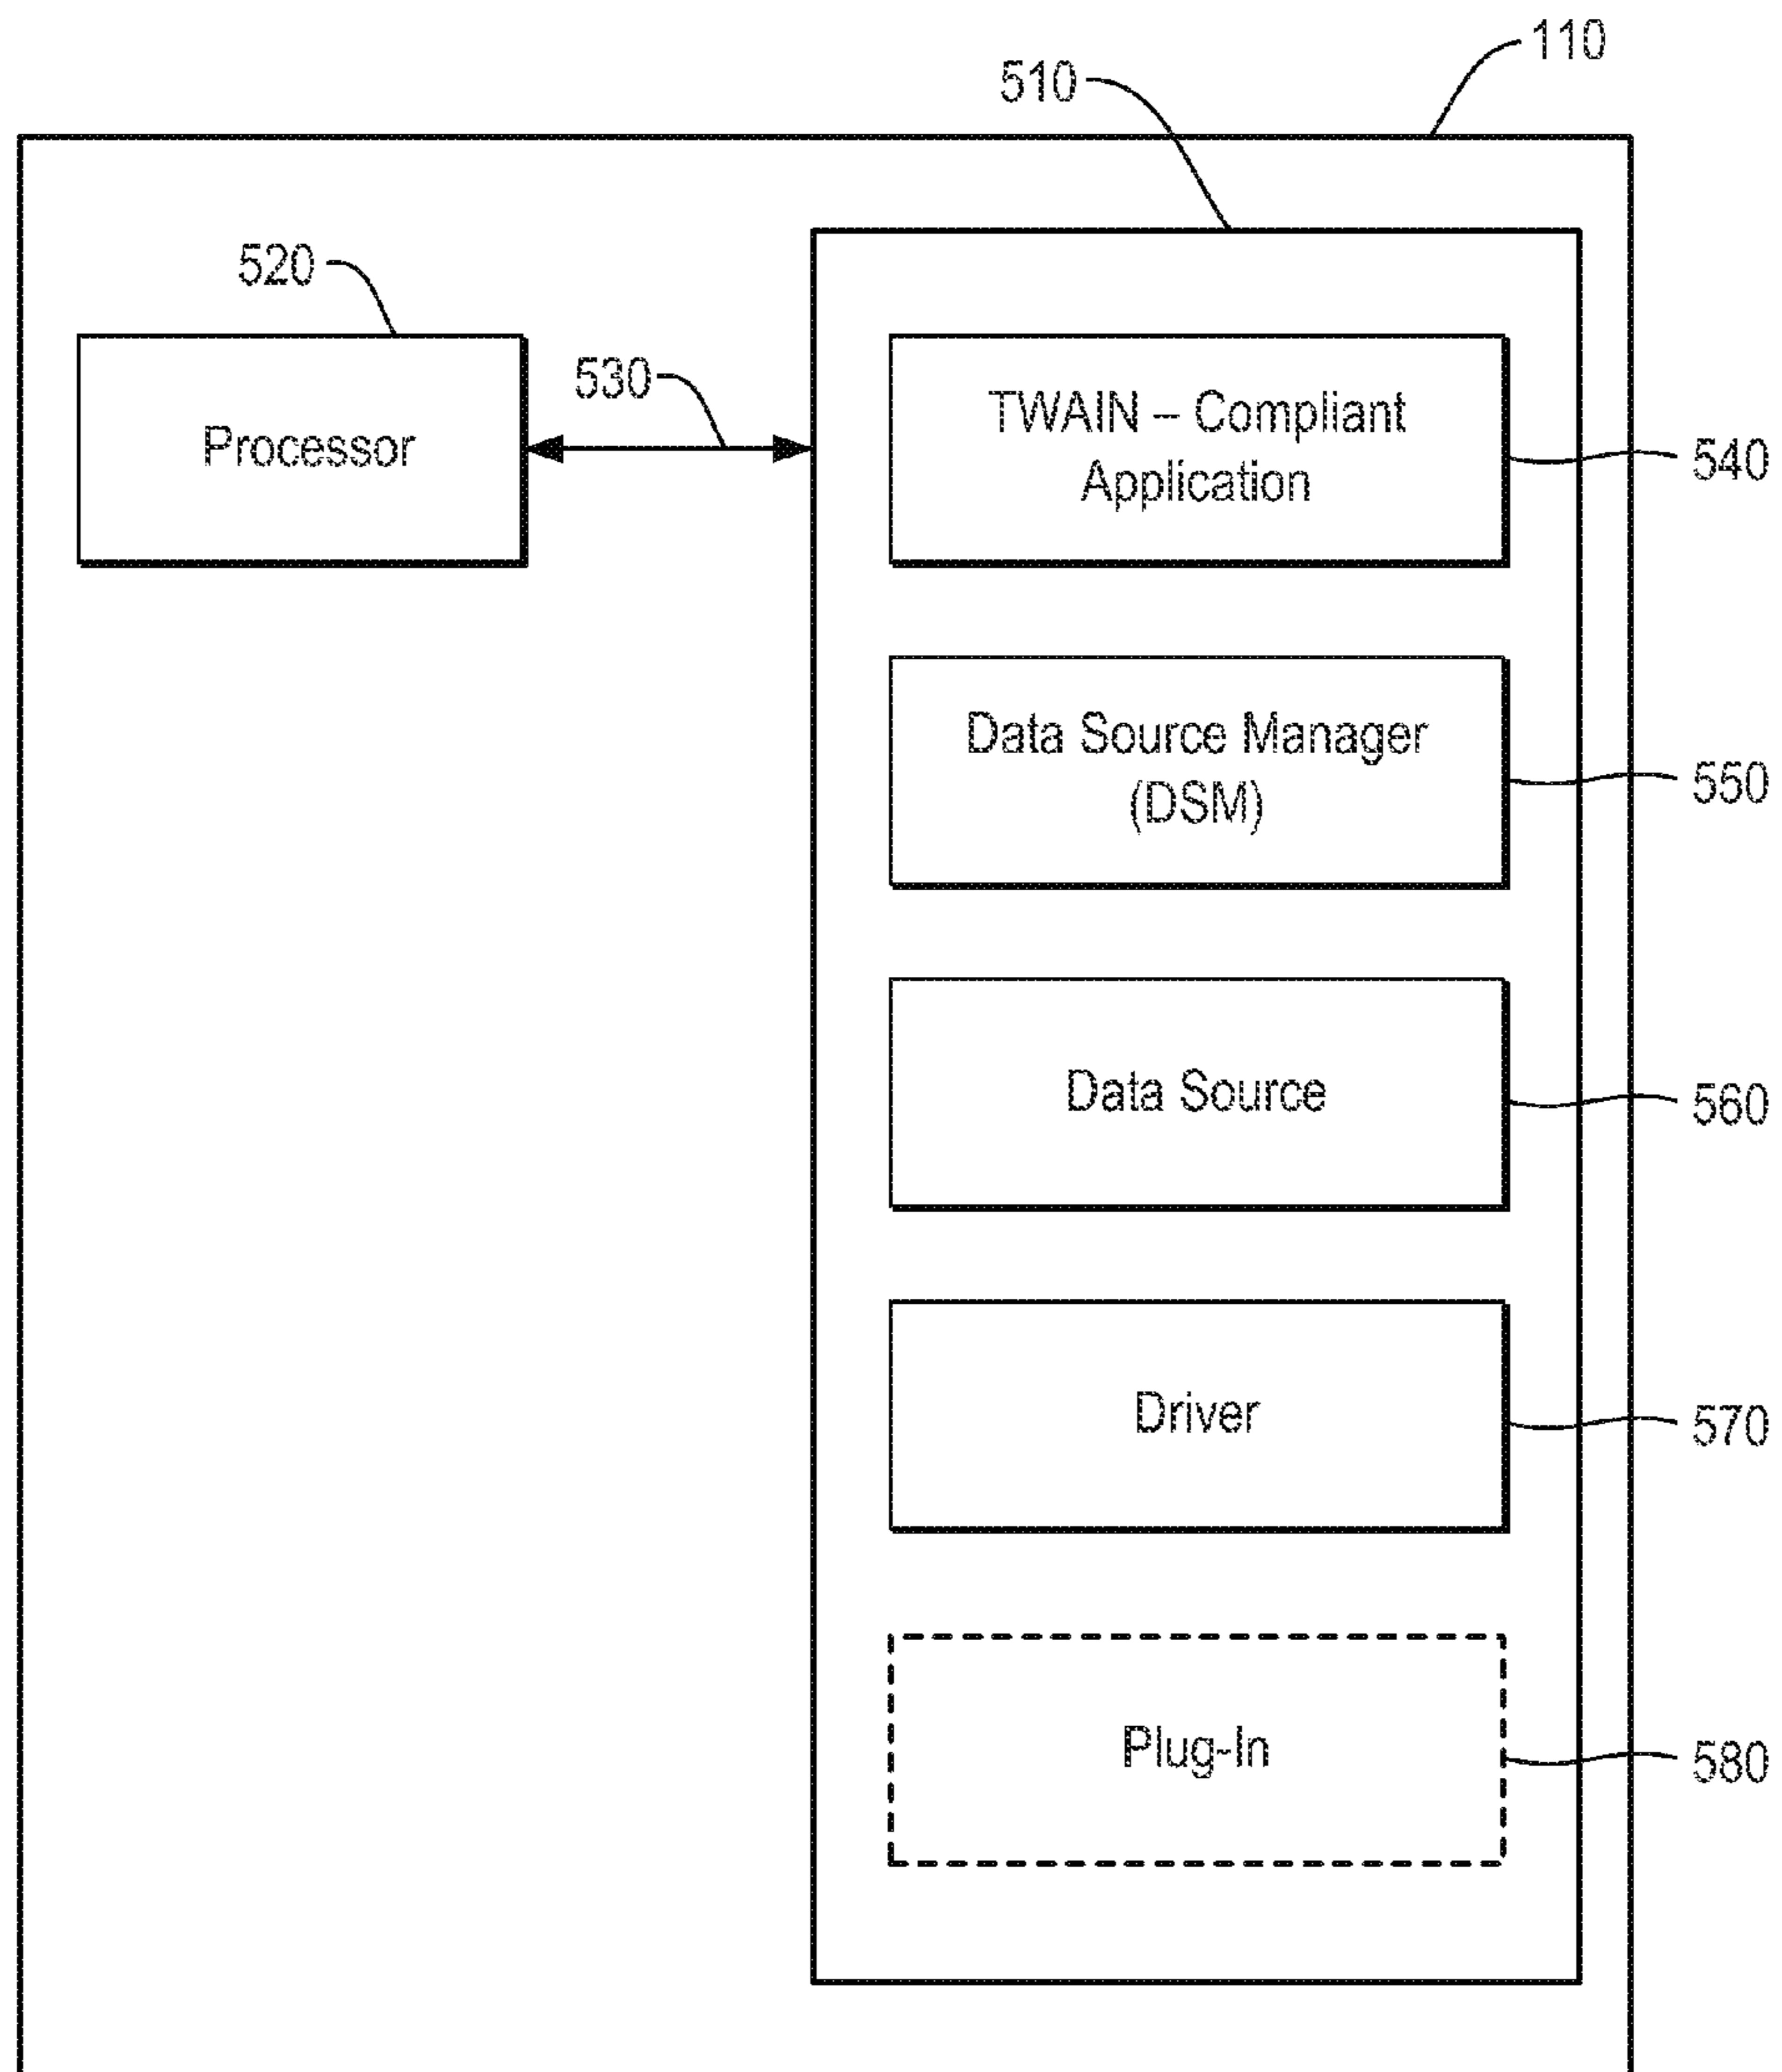 110
510
520
530
Processor
TWAIN – Compliant
Application
540
Data Source Manager
(DSM)
550
Data Source
560
Driver
570
Plug-In
580